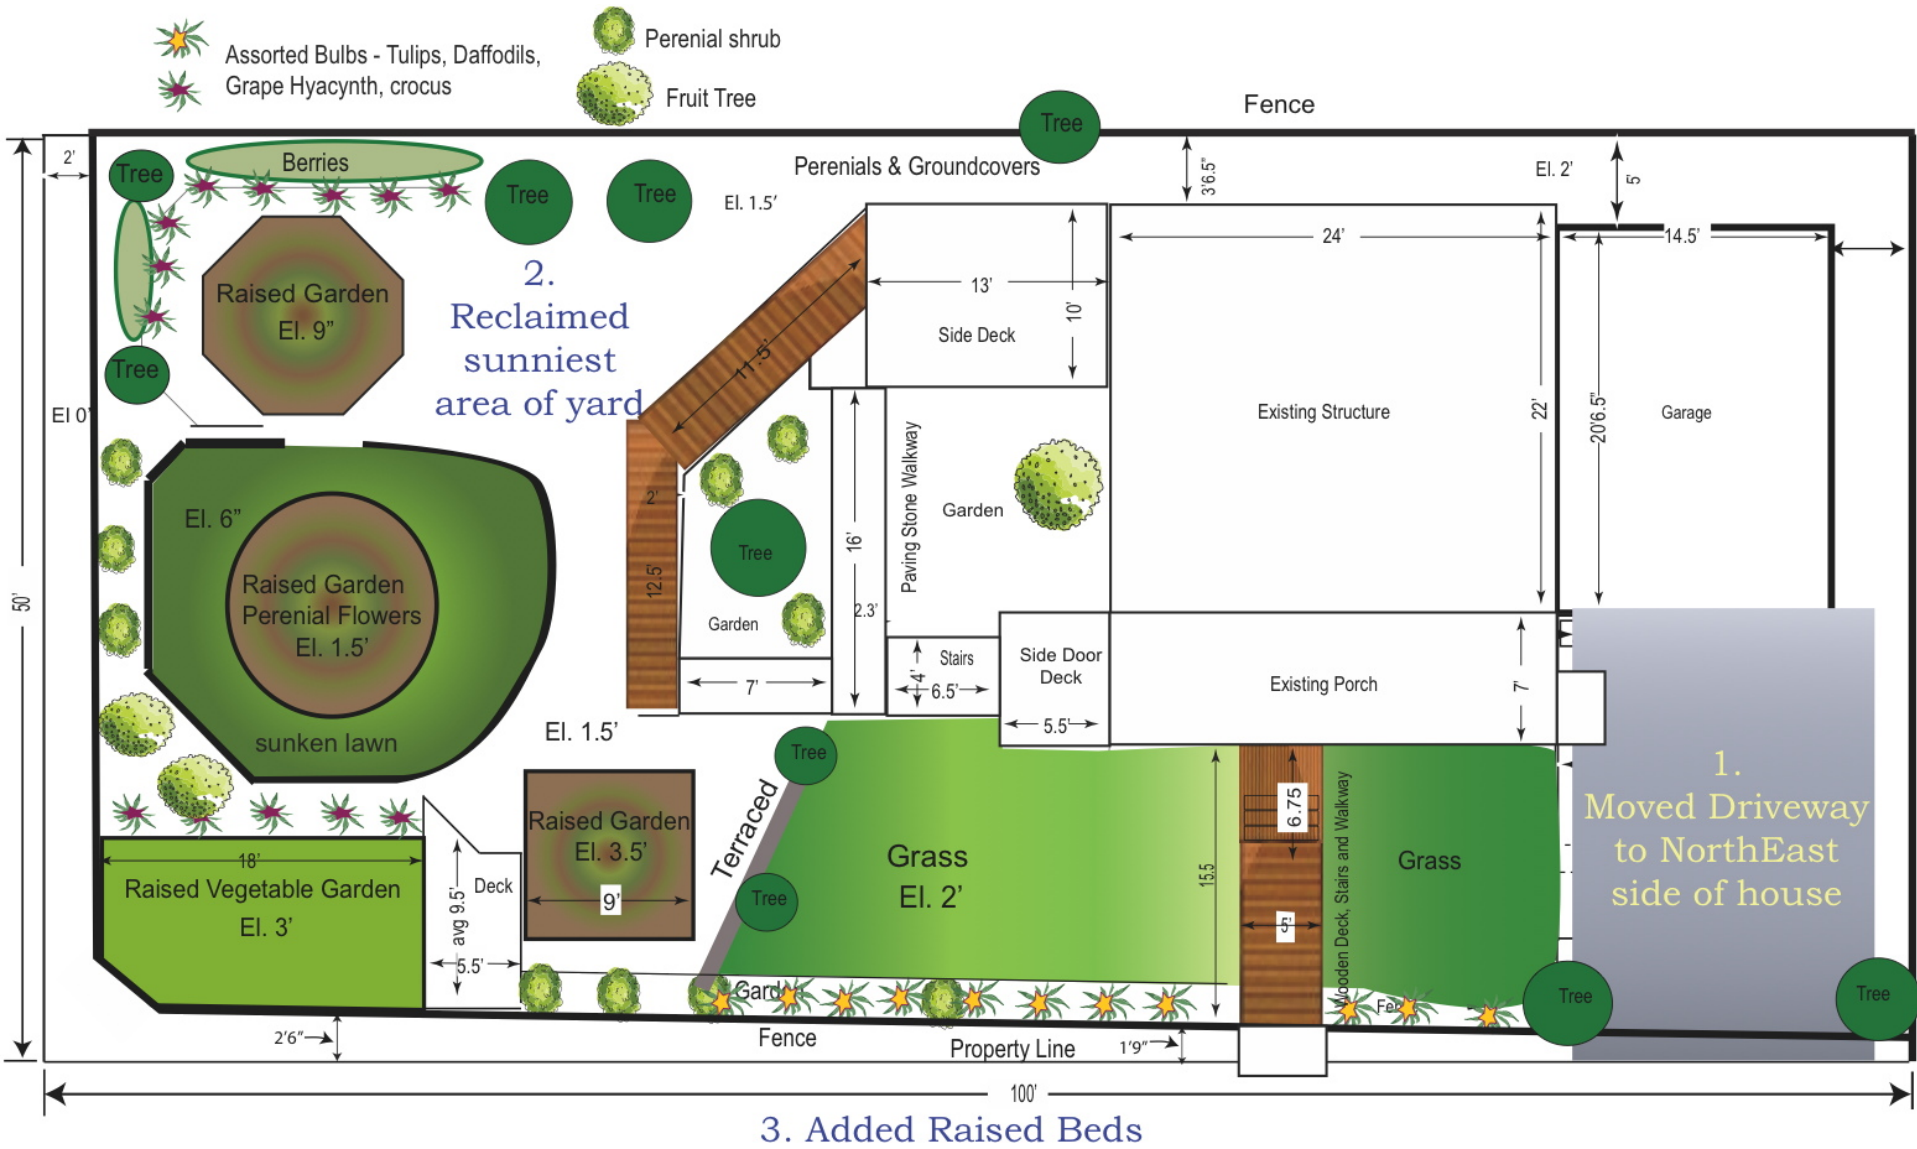 Assorted Bulbs - Tulips, Daffodils,
Grape Hyacynth, crocus
Perenial shrub
Fruit Tree
Fence
Tree
2'
Tree
Berries
Tree
Tree
Perenials & Groundcovers
El. 1.5'
3'6.5"
El. 2'
5'
24'
14.5'
13'
10'
Side Deck
11.5'
Raised Garden
El. 9"
2.
Reclaimed
sunniest
area of yard
Tree
El 0'
Existing Structure
22'
20'6.5"
Garage
Paving Stone Walkway
Garden
2'
12.5'
Tree
Garden
16'
2.3'
El. 6"
Raised Garden
Perenial Flowers
El. 1.5'
sunken lawn
50'
7'
4'
Stairs
6.5'
Side Door
Deck
5.5'
Existing Porch
7'
El. 1.5'
Tree
Terraced
Tree
Raised Garden
El. 3.5'
9'
18'
Raised Vegetable Garden
El. 3'
avg 9.5'
Deck
5.5'
Grass
El. 2'
15.5
6.75
5'
Wooden Deck, Stairs and Walkway
Grass
1.
Moved Driveway
to NorthEast
side of house
Tree
Tree
2'6"
Fence
Property Line
1'9"
100'
3. Added Raised Beds